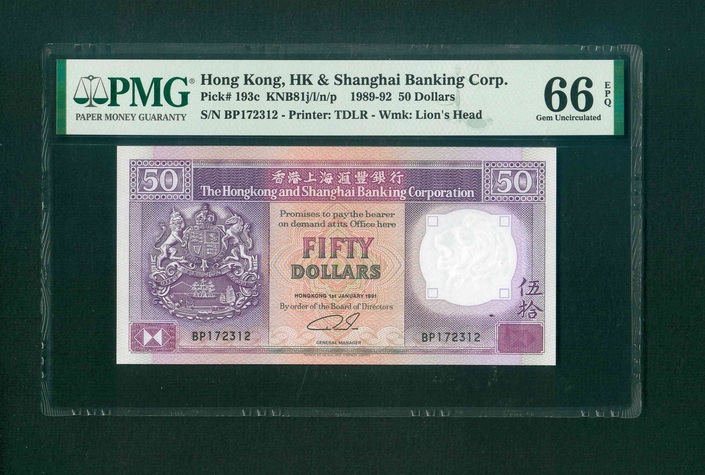 PMG
PAPER MONEY GUARANTY
Hong Kong, HK & Shanghai Banking Corp.
Pick# 193c KNB81j/l/n/p 1989-92 50 Dollars
S/N BP172312 - Printer: TDLR - Wmk: Lion's Head
66
EPQ
Gem Uncirculated
50
香港上海滙豐銀行
50
The Hongkong and Shanghai Banking Corporation
Promises to pay the bearer
on demand at its Office here
FIFTY
DOLLARS
HONGKONG 1ST JANUARY 1991
By order of the Board of Directors
GENERAL MANAGER
伍拾
BP172312
BP172312